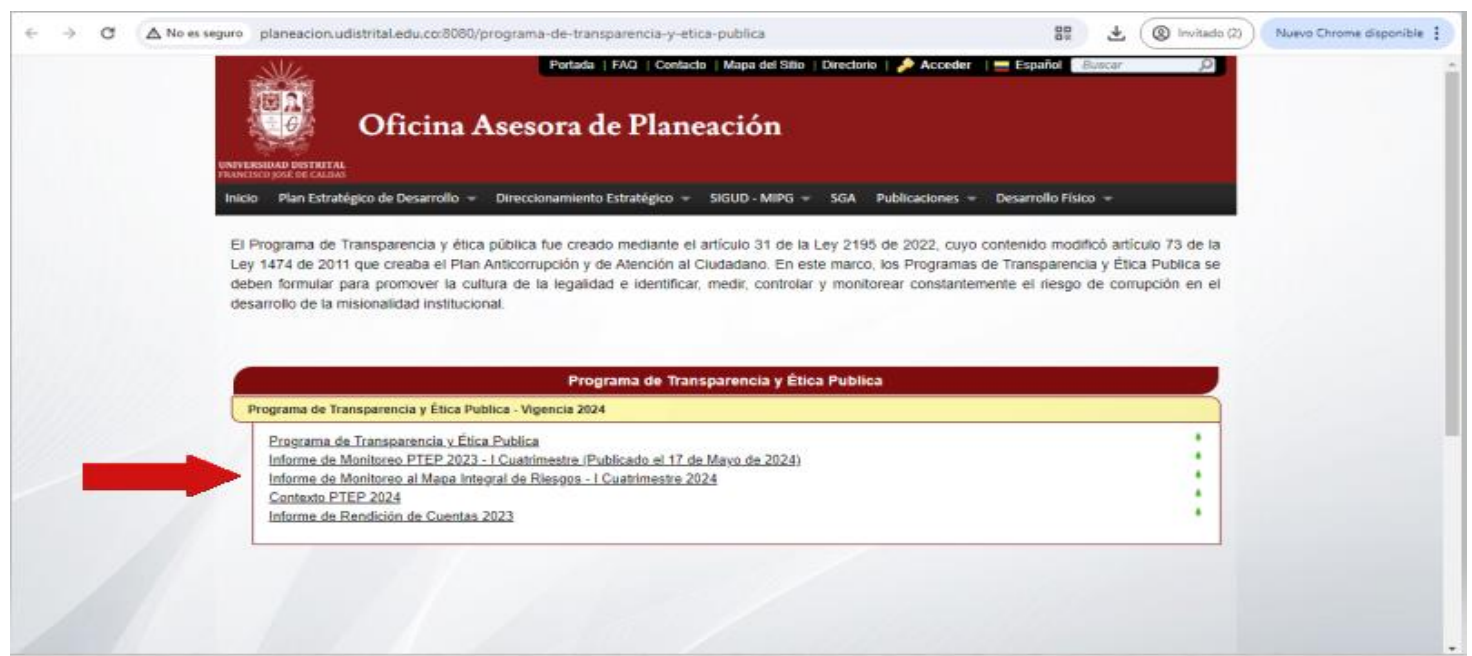 No es seguro planeacion.udistrital.edu.co:8080/programa-de-transparencia-y-etica-publica Invitado (2) Nuevo Chrome disponible
Portada | FAQ | Contacto | Mapa del Sitio | Directorio | Acceder | Español Buscar
Oficina Asesora de Planeación
UNIVERSIDAD DISTRITAL
FRANCISCO JOSÉ DE CALDAS
Inicio Plan Estratégico de Desarrollo Direccionamiento Estratégico SIGUD - MIPG SGA Publicaciones Desarrollo Físico
El Programa de Transparencia y ética pública fue creado mediante el artículo 31 de la Ley 2195 de 2022, cuyo contenido modificó artículo 73 de la
Ley 1474 de 2011 que creaba el Plan Anticorrupción y de Atención al Ciudadano. En este marco, los Programas de Transparencia y Ética Publica se
deben formular para promover la cultura de la legalidad e identificar, medir, controlar y monitorear constantemente el riesgo de corrupción en el
desarrollo de la misionalidad institucional.
Programa de Transparencia y Ética Publica
Programa de Transparencia y Ética Publica - Vigencia 2024
Programa de Transparencia y Ética Publica
Informe de Monitoreo PTEP 2023 - I Cuatrimestre (Publicado el 17 de Mayo de 2024)
Informe de Monitoreo al Mapa Integral de Riesgos - I Cuatrimestre 2024
Contexto PTEP 2024
Informe de Rendición de Cuentas 2023